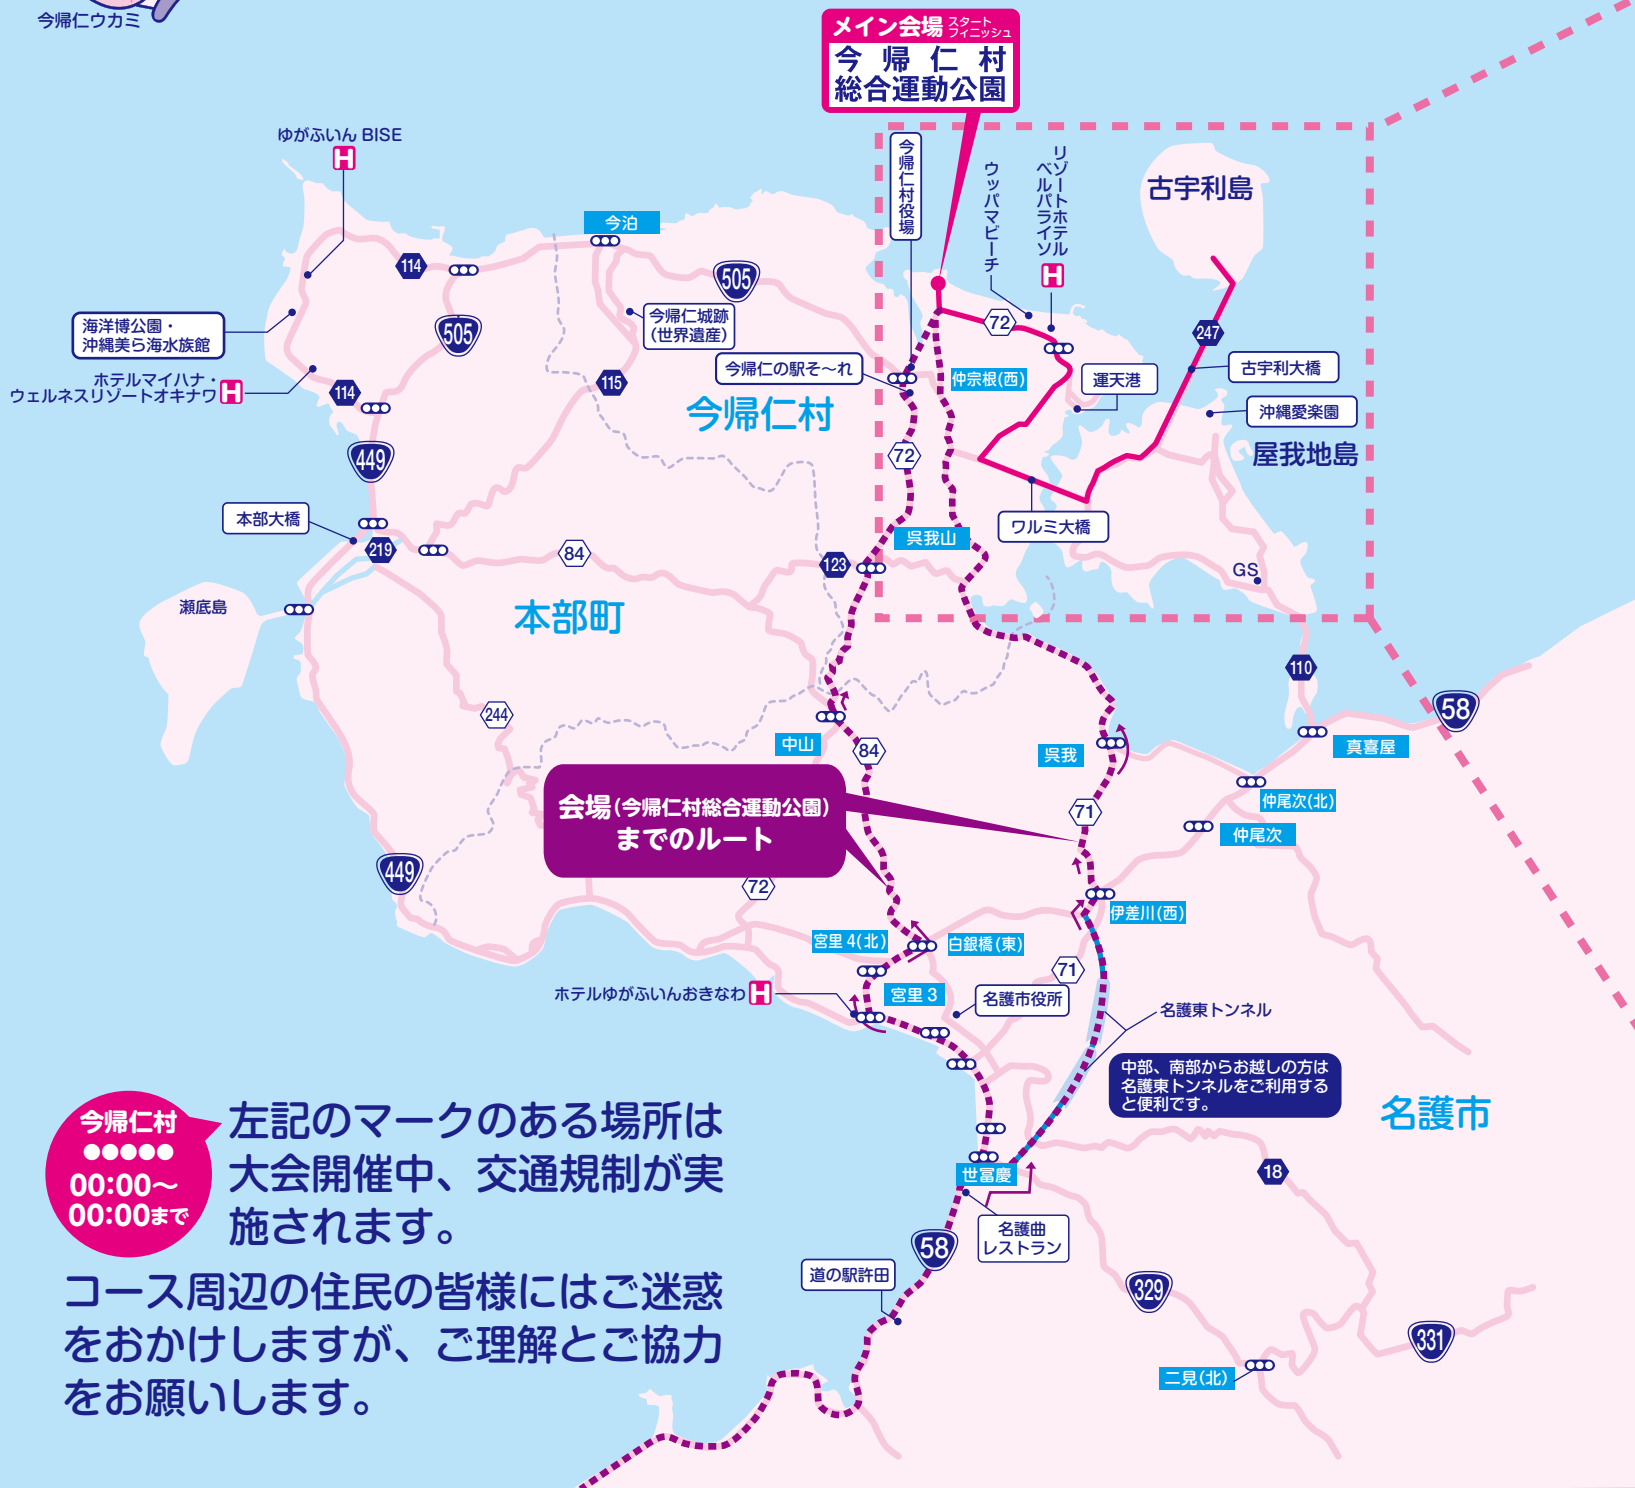 今帰仁ウカミ
メイン会場 スタート
フィニッシュ
今帰仁村
総合運動公園
ゆがふいん BISE
H
今帰仁村役場
ウッパマビーチ
リゾートホテル
ベルパライソ
H
古宇利島
今泊
114
505
505
72
247
海洋博公園・
沖縄美ら海水族館
今帰仁城跡
(世界遺産)
今帰仁の駅そ～れ
仲宗根(西)
運天港
古宇利大橋
ホテルマイハナ・
ウェルネスリゾートオキナワ H
114
115
今帰仁村
沖縄愛楽園
屋我地島
449
72
本部大橋
219
84
123
呉我山
ワルミ大橋
GS
瀬底島
本部町
110
58
244
中山
84
呉我
真喜屋
会場(今帰仁村総合運動公園)
までのルート
71
仲尾次(北)
仲尾次
449
72
伊差川(西)
宮里4(北)
白銀橋(東)
71
ホテルゆがふいんおきなわ H
宮里3
名護市役所
名護東トンネル
中部、南部からお越しの方は
名護東トンネルをご利用する
と便利です。
名護市
今帰仁村
●●●●●
00:00～
00:00まで
左記のマークのある場所は
大会開催中、交通規制が実
施されます。
コース周辺の住民の皆様にはご迷惑
をおかけしますが、ご理解とご協力
をお願いします。
世冨慶
18
名護曲
レストラン
58
道の駅許田
329
331
二見(北)